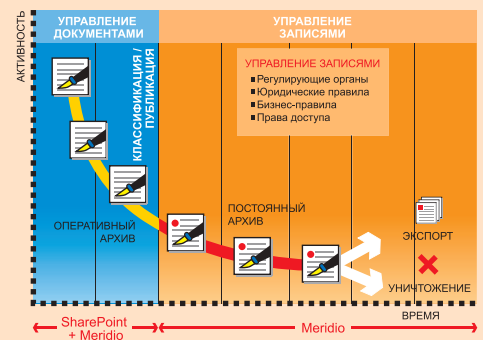 УПРАВЛЕНИЕ
ДОКУМЕНТАМИ
УПРАВЛЕНИЕ
ЗАПИСЯМИ
АКТИВНОСТЬ
КЛАССИФИКАЦИЯ /
ПУБЛИКАЦИЯ
УПРАВЛЕНИЕ ЗАПИСЯМИ
Регулирующие органы
Юридические правила
Бизнес-правила
Права доступа
ОПЕРАТИВНЫЙ
АРХИВ
ПОСТОЯННЫЙ
АРХИВ
ЭКСПОРТ
УНИЧТОЖЕНИЕ
ВРЕМЯ
SharePoint
+ Meridio
Meridio